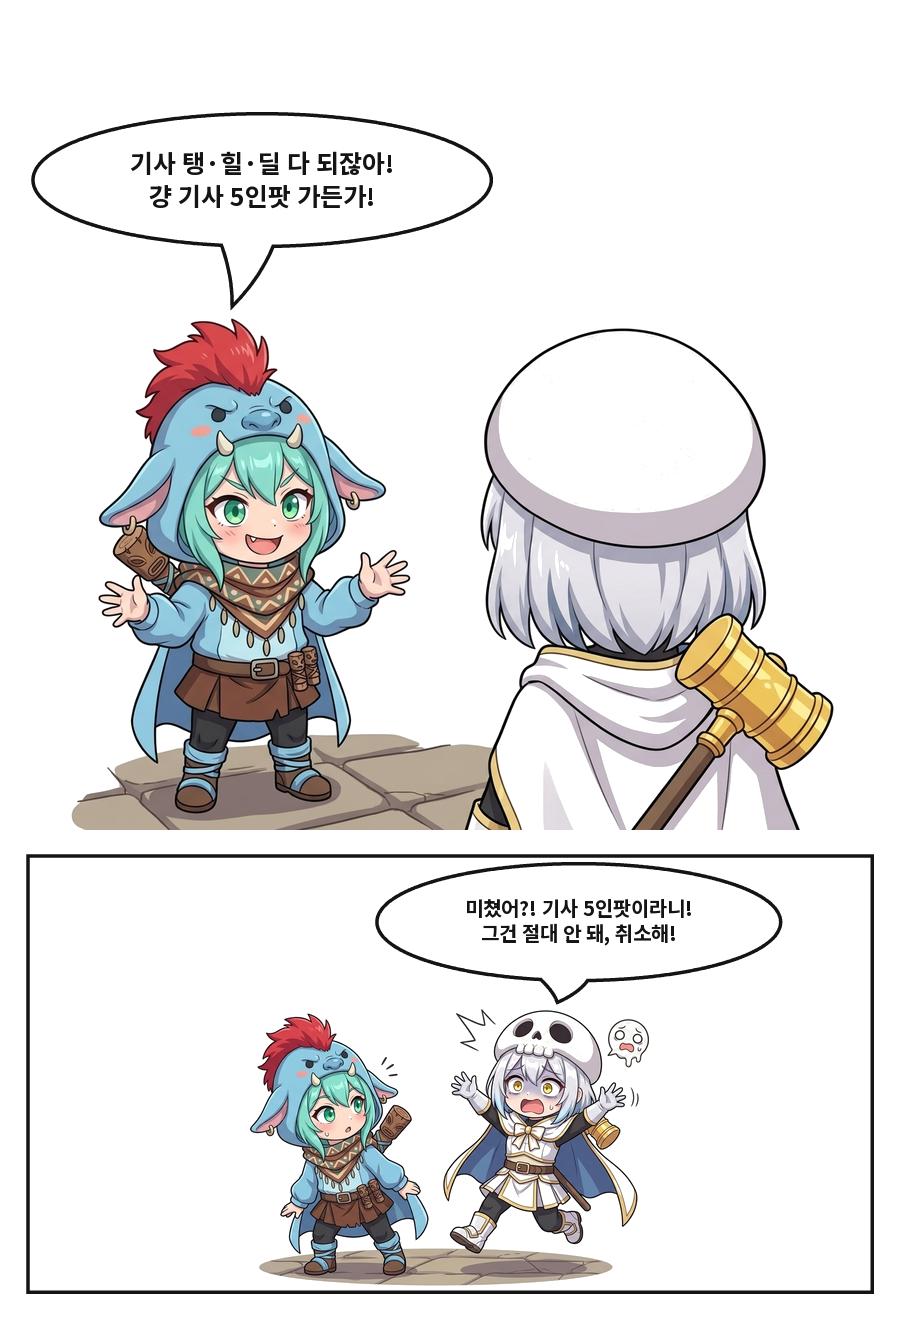 기사 탱·힐·딜 다 되잖아!
걍 기사 5인팟 가든가!
미쳤어?! 기사 5인팟이라니!
그건 절대 안 돼, 취소해!